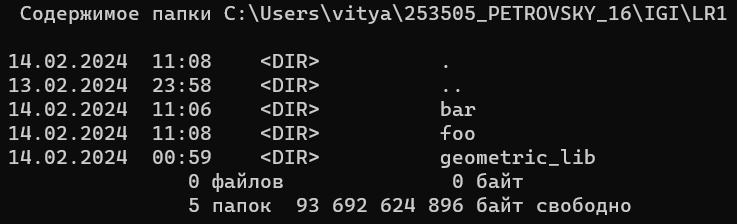 Содержимое папки C:\Users\vitya\253505_PETROVSKY_16\IGI\LR1
14.02.2024  11:08    <DIR>          .
13.02.2024  23:58    <DIR>          ..
14.02.2024  11:06    <DIR>          bar
14.02.2024  11:08    <DIR>          foo
14.02.2024  00:59    <DIR>          geometric_lib
0 файлов              0 байт
5 папок  93 692 624 896 байт свободно